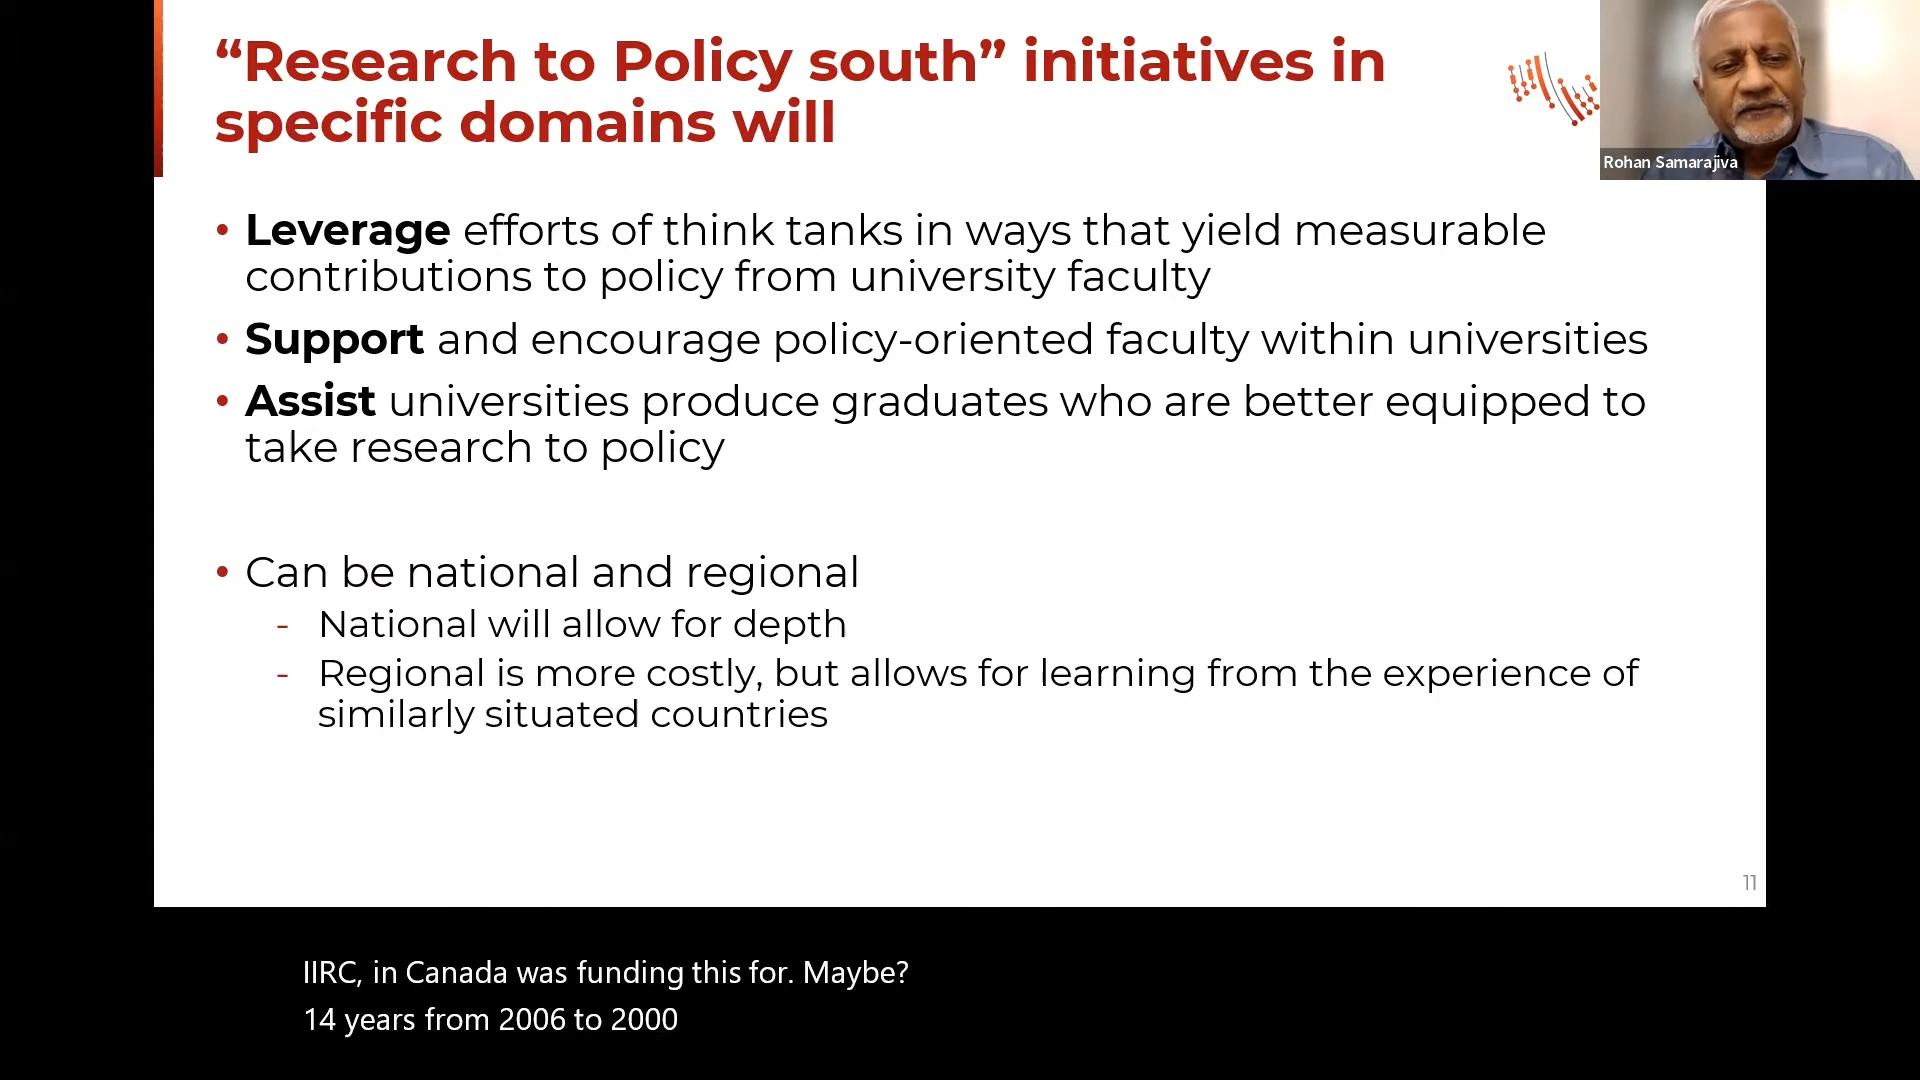 “Research to Policy south” initiatives in
specific domains will
Rohan Samarajiva
• Leverage efforts of think tanks in ways that yield measurable
contributions to policy from university faculty
• Support and encourage policy-oriented faculty within universities
• Assist universities produce graduates who are better equipped to
take research to policy
• Can be national and regional
- National will allow for depth
- Regional is more costly, but allows for learning from the experience of
similarly situated countries
11
IIRC, in Canada was funding this for. Maybe?
14 years from 2006 to 2000